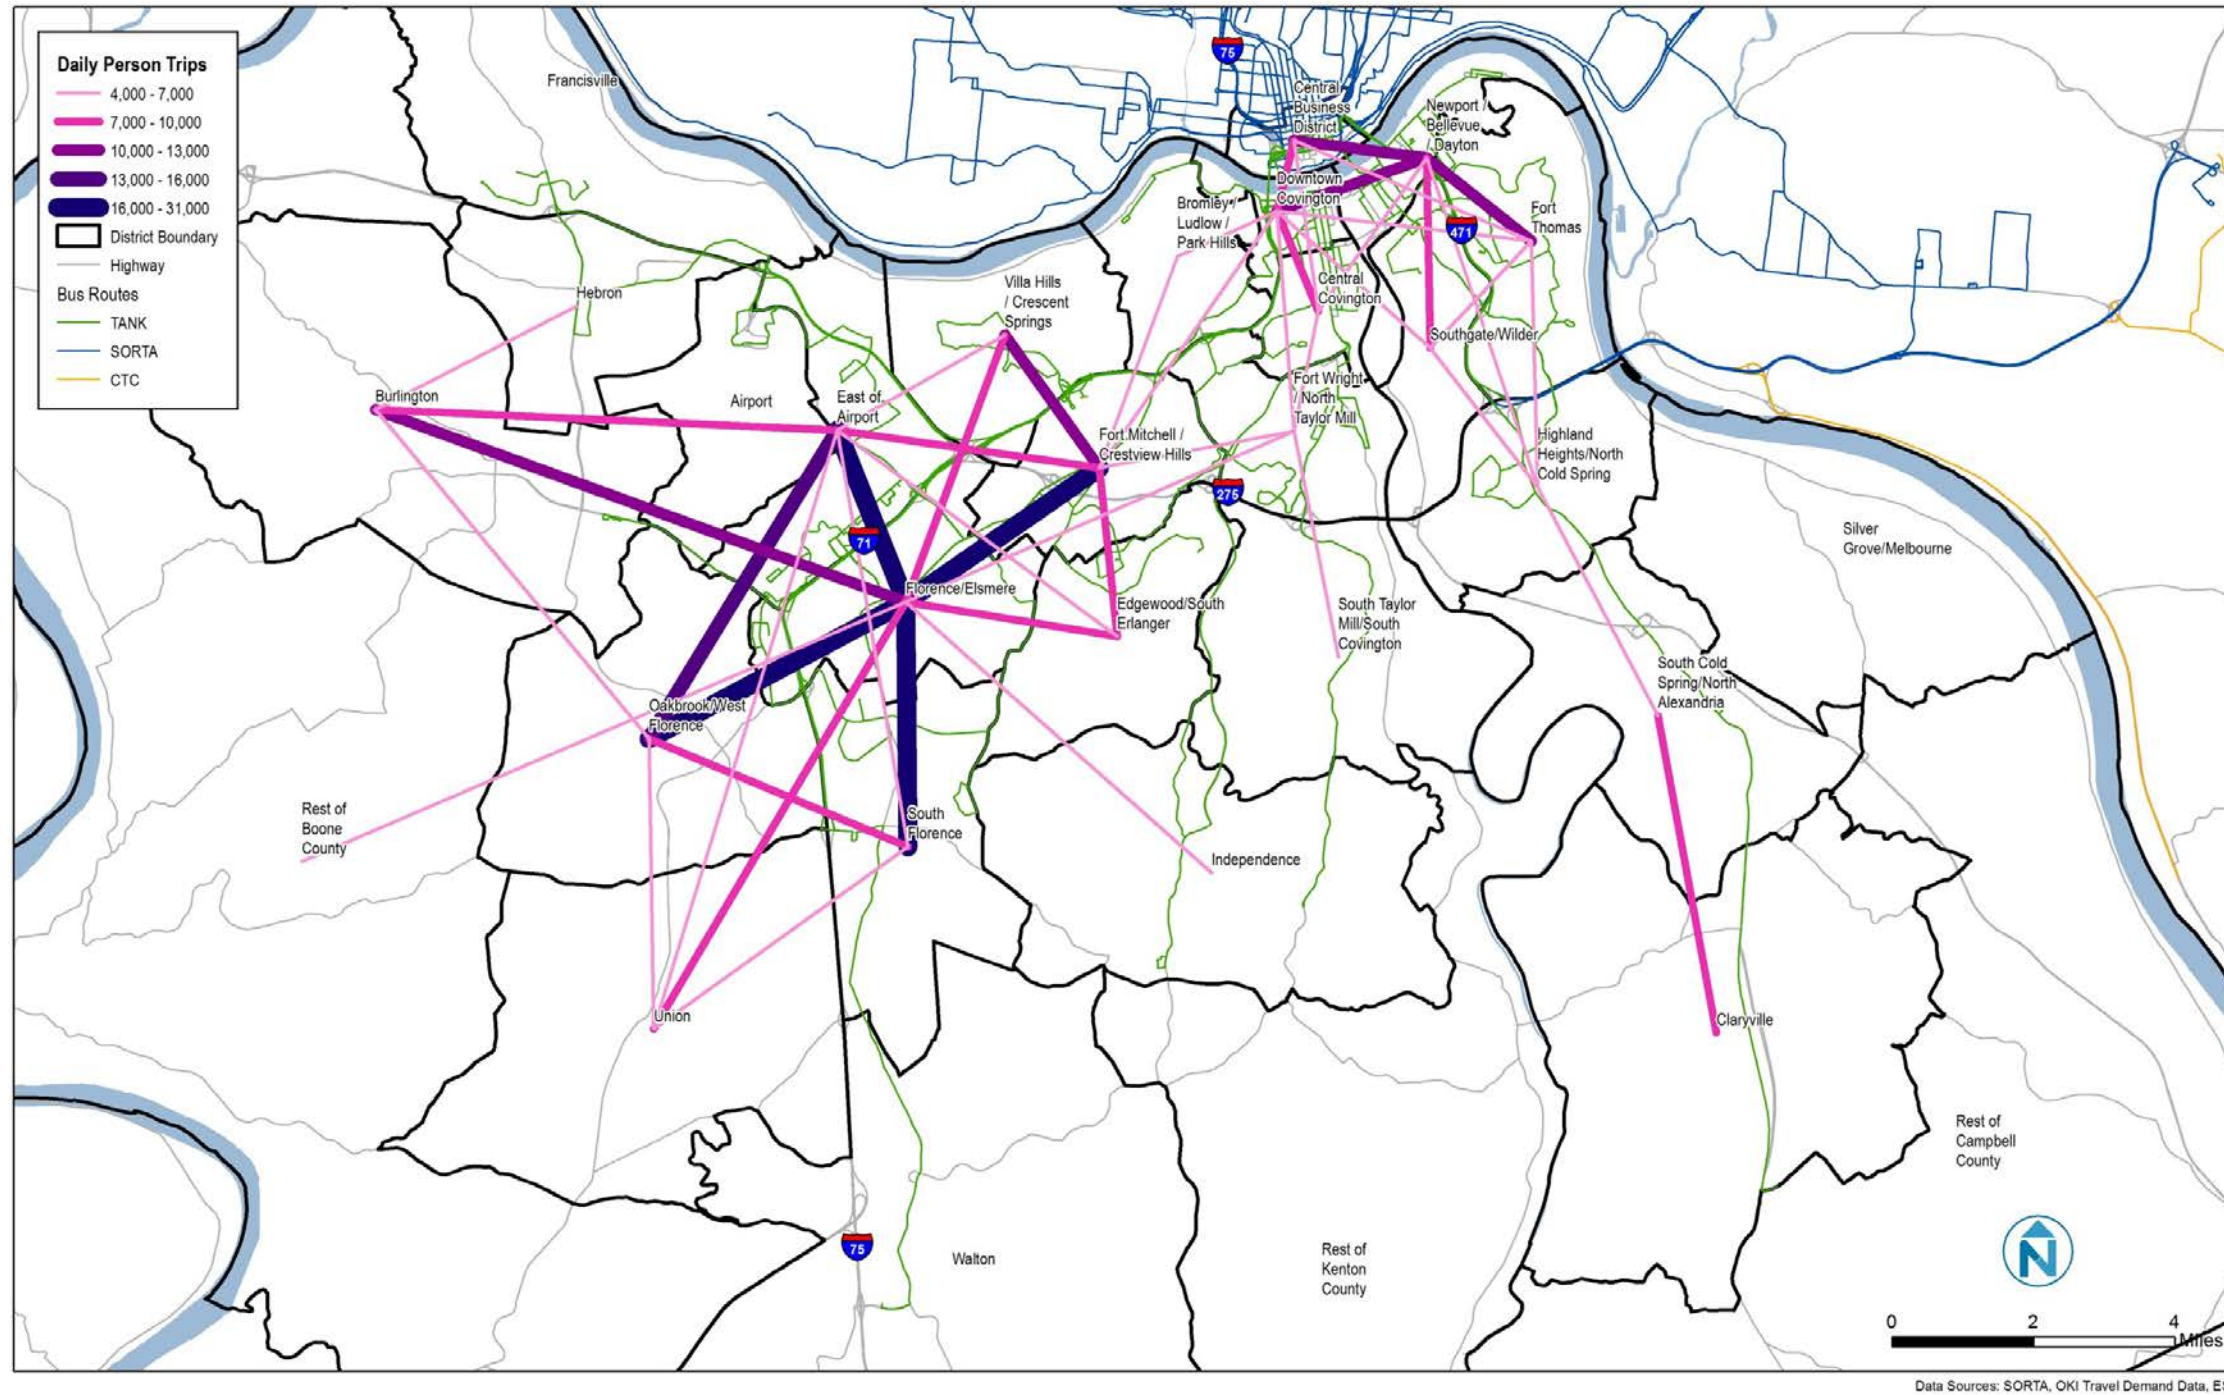 Daily Person Trips
4,000 - 7,000
7,000 - 10,000
10,000 - 13,000
13,000 - 16,000
16,000 - 31,000
District Boundary
Highway
Bus Routes
TANK
SORTA
CTC
Francisville
75
Central
Business
District
Newport /
Bellevue
/ Dayton
Downtown
Covington
Bromley /
Ludlow /
Park Hills
Fort
Thomas
471
Hebron
Villa Hills
/ Crescent
Springs
Central
Covington
Southgate/Wilder
Burlington
Airport
East of
Airport
Fort Wright
/ North
Taylor Mill
Fort Mitchell /
Crestview Hills
Highland
Heights/North
Cold Spring
275
71
Silver
Grove/Melbourne
Florence/Elsmere
Edgewood/South
Erlanger
South Taylor
Mill/South
Covington
South Cold
Spring/North
Alexandria
Oakbrook/West
Florence
Rest of
Boone
County
South
Florence
Independence
Union
Claryville
Rest of
Campbell
County
75
Walton
Rest of
Kenton
County
N
0 2 4
Miles
Data Sources: SORTA, OKI Travel Demand Data,